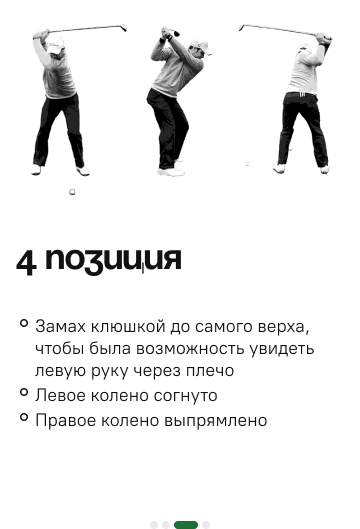 4 позиция
Замах клюшкой до самого верха,
чтобы была возможность увидеть
левую руку через плечо
Левое колено согнуто
Правое колено выпрямлено